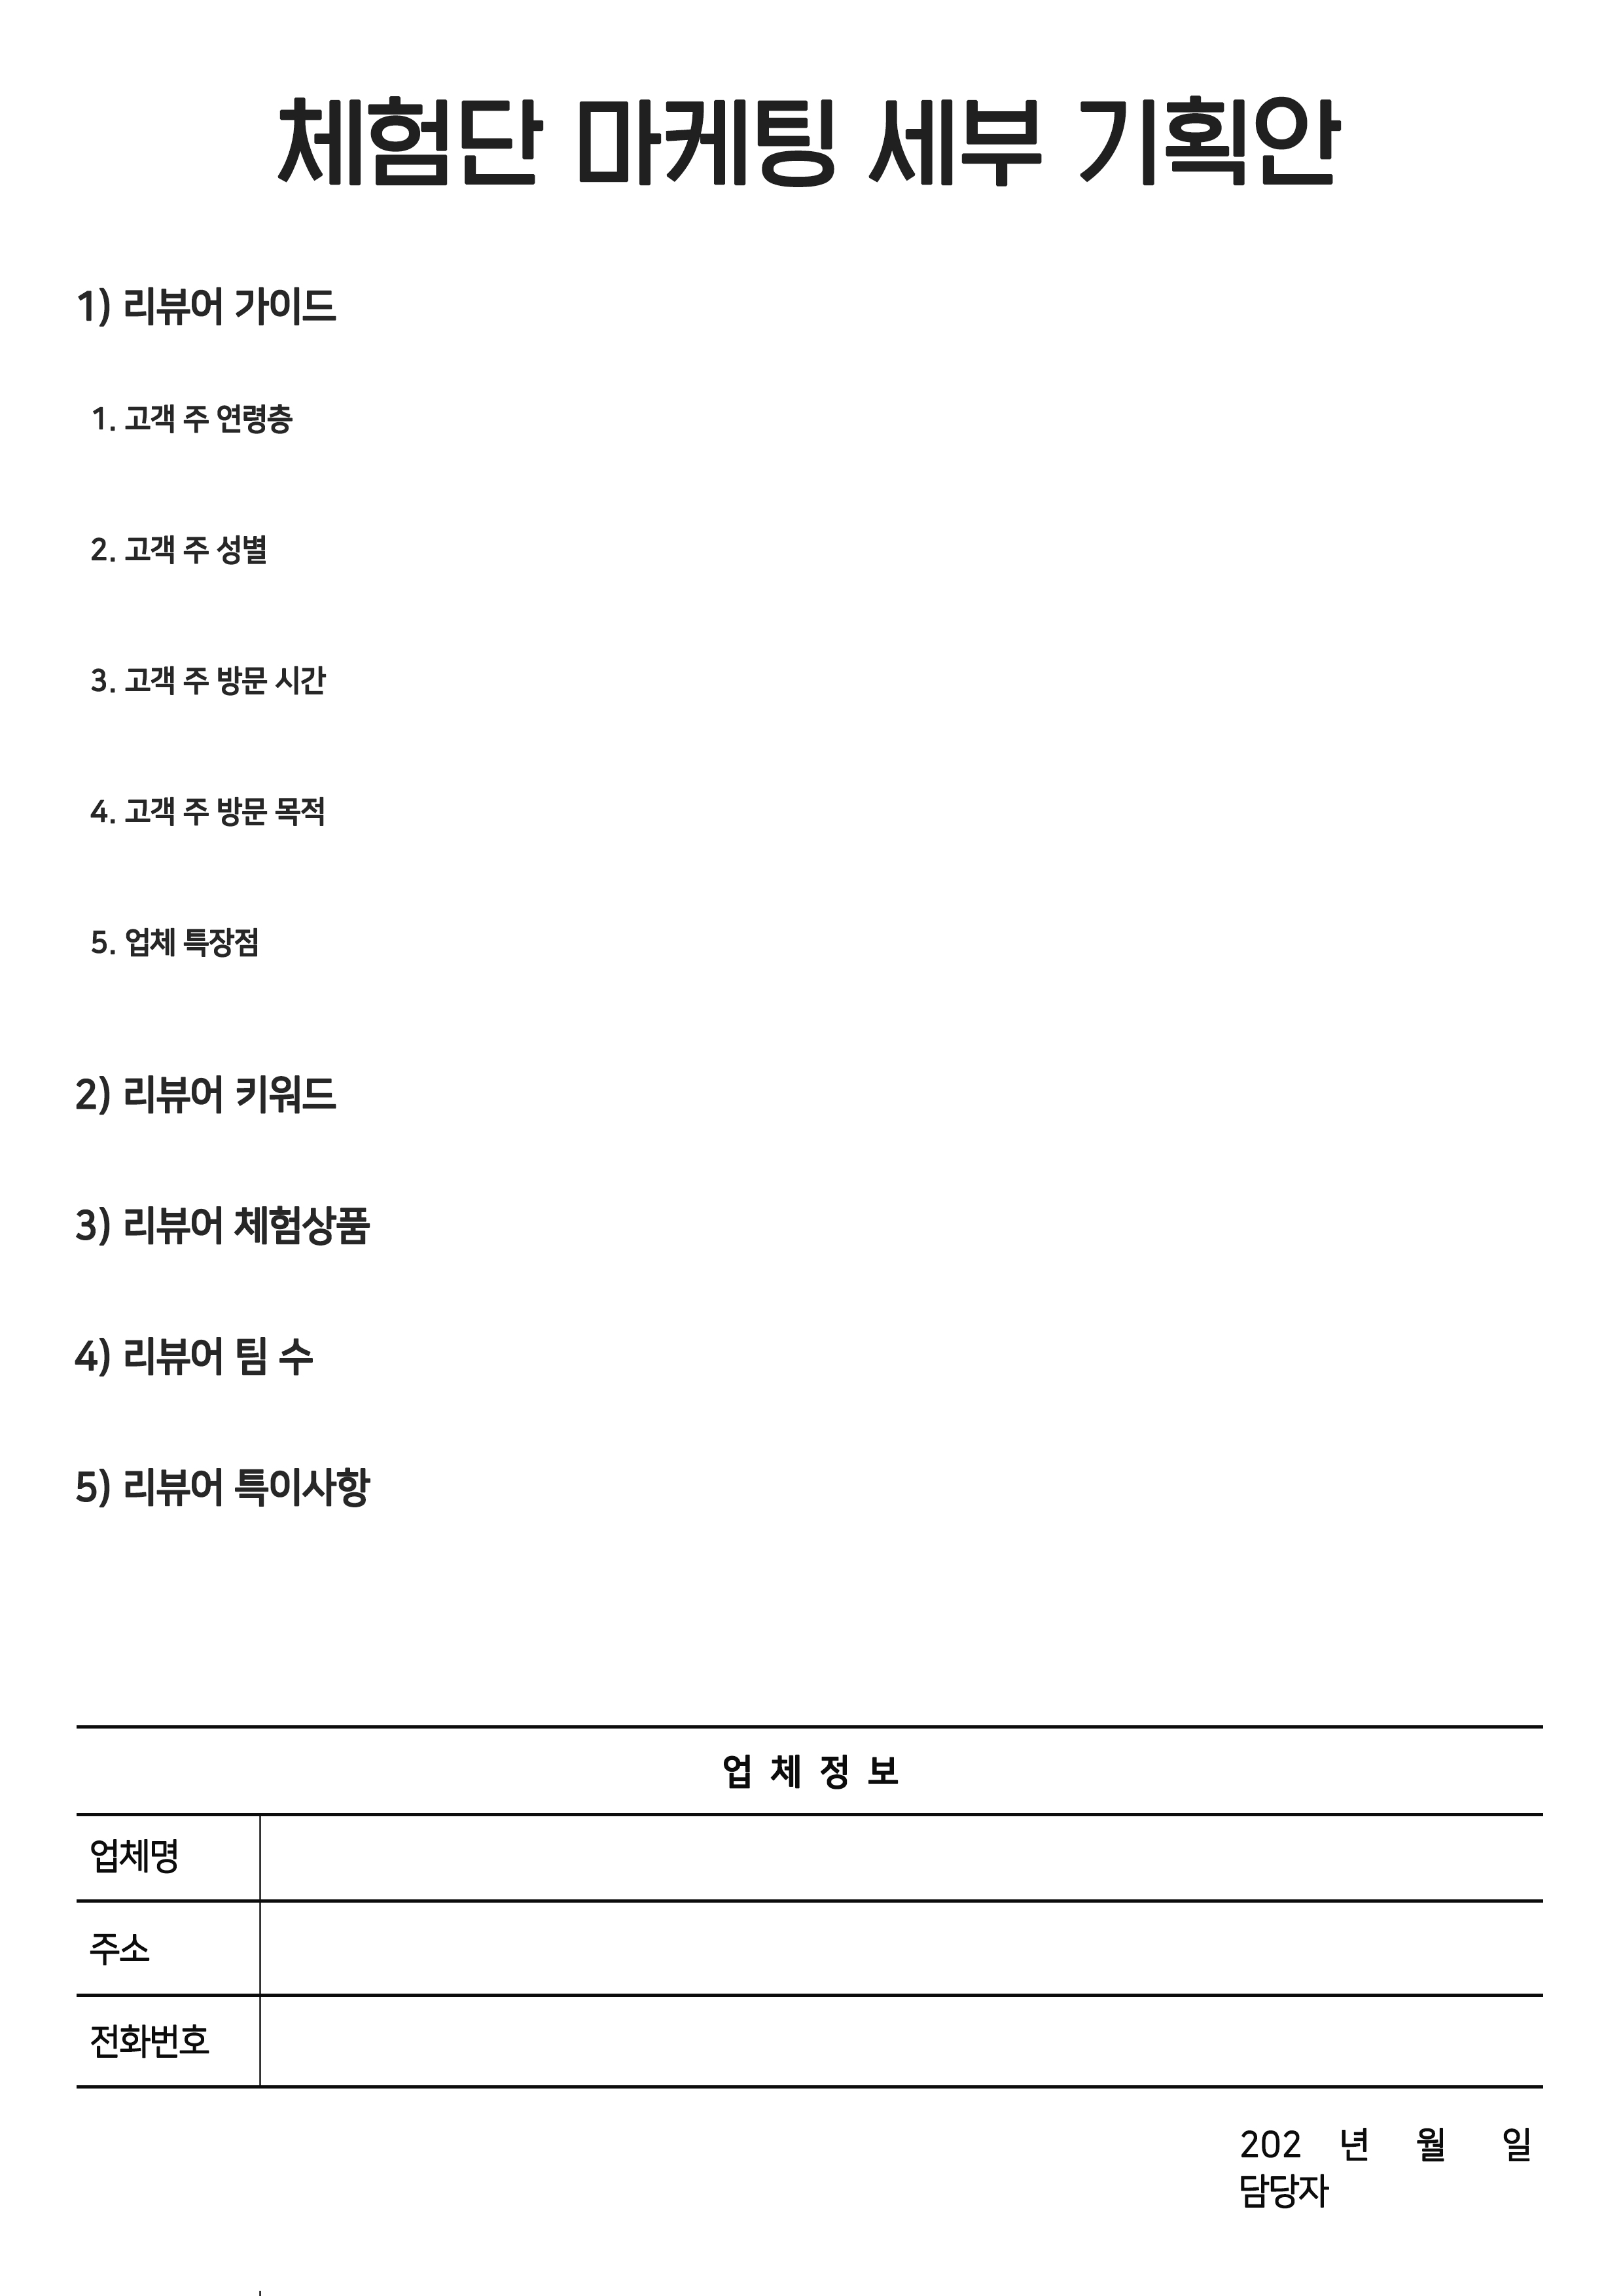 체험단 마케팅 세부 기획안
1) 리뷰어 가이드
1. 고객 주 연령층
2. 고객 주 성별
3. 고객 주 방문 시간
4. 고객 주 방문 목적
5. 업체 특장점
2) 리뷰어 키워드
3) 리뷰어 체험상품
4) 리뷰어 팀 수
5) 리뷰어 특이사항
업 체 정 보
업체명
주소
전화번호
202 년 월 일
담당자